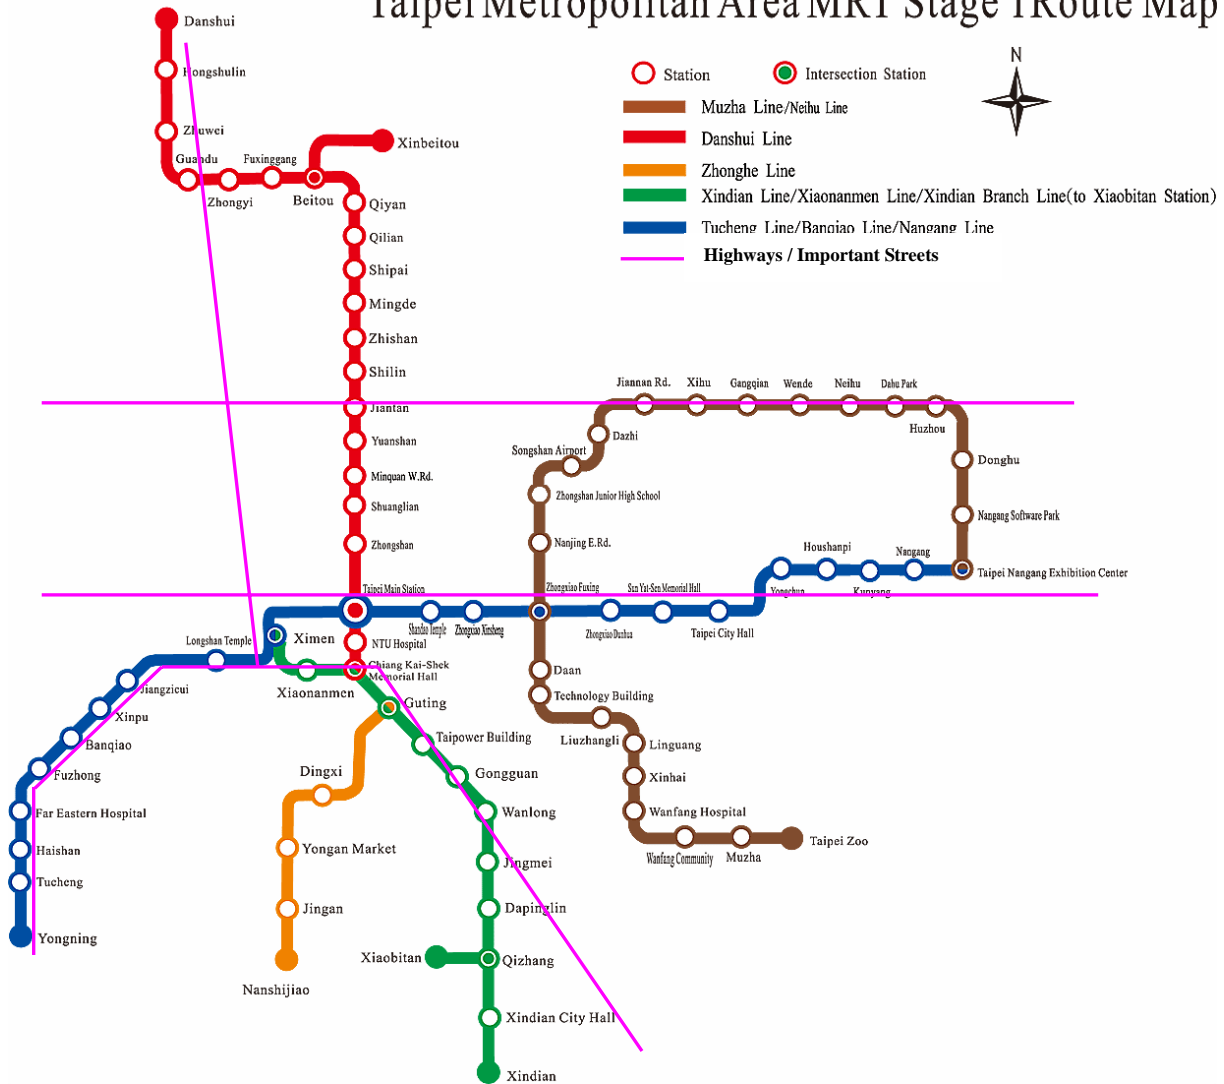 Taipei Metropolitan Area MRT Stage 1Route Map
Danshui
Hongshulin
Zhuwei
Guandu
Fuxinggang
Zhongyi
Beitou
Xinbeitou
Qiyan
Qilian
Shipai
Mingde
Zhishan
Shilin
Jiantan
Yuanshan
Minquan W.Rd.
Shuanglian
Zhongshan
Taipei Main Station
NTU Hospital
Chiang Kai-Shek
Memorial Hall
Station
Intersection Station
N
Muzha Line/Neihu Line
Danshui Line
Zhonghe Line
Xindian Line/Xiaonanmen Line/Xindian Branch Line(to Xiaobitan Station)
Tucheng Line/Banqiao Line/Nangang Line
Highways / Important Streets
Jiannan Rd.
Xihu
Gangqian
Wende
Neihu
Dahu Park
Huzhou
Dazhi
Songshan Airport
Zhongshan Junior High School
Nanjing E.Rd.
Donghu
Nangang Software Park
Taipei Nangang Exhibition Center
Houshanpi
Nangang
Yongchun
Kunyang
Zhongxiao Fuxing
Sun Yat-Sen Memorial Hall
Shandao Temple
Zhongxiao Xinsheng
Zhongxiao Dunhua
Taipei City Hall
Ximen
Longshan Temple
Xiaonanmen
Jiangzicui
Xinpu
Banqiao
Fuzhong
Far Eastern Hospital
Haishan
Tucheng
Yongning
Guting
Taipower Building
Gongguan
Wanlong
Jingmei
Dapinglin
Xiaobitan
Qizhang
Xindian City Hall
Xindian
Dingxi
Yongan Market
Jingan
Nanshijiao
Daan
Technology Building
Liuzhangli
Linguang
Xinhai
Wanfang Hospital
Wanfang Community
Muzha
Taipei Zoo